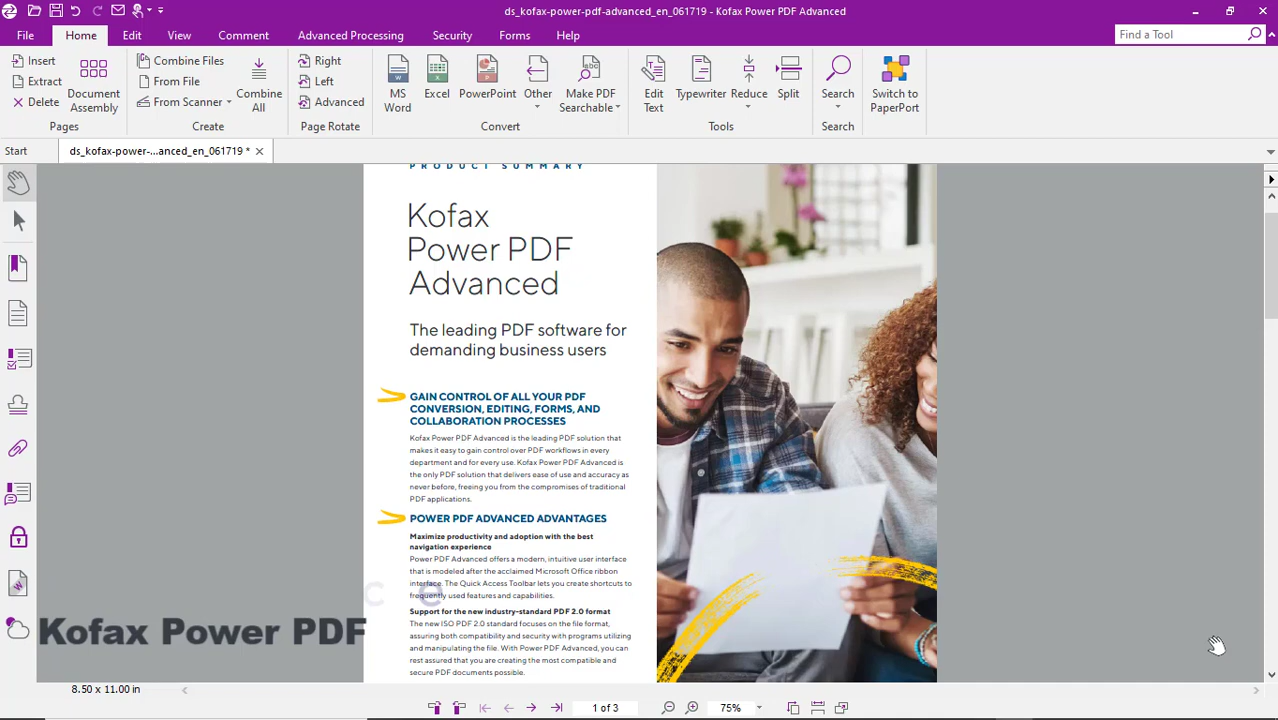 ds_kofax-power-pdf-advanced_en_061719 - Kofax Power PDF Advanced
File Home Edit View Comment Advanced Processing Security Forms Help
Find a Tool
Insert
Extract
Delete
Document Assembly
Pages
Combine Files
From File
From Scanner
Combine All
Create
Right
Left
Advanced
Page Rotate
MS Word
Excel
PowerPoint
Other
Make PDF Searchable
Convert
Edit Text
Typewriter
Reduce
Split
Tools
Search
Search
Switch to PaperPort
Start
ds_kofax-power-...anced_en_061719 *
PRODUCT SUMMARY
Kofax
Power PDF
Advanced
The leading PDF software for
demanding business users
GAIN CONTROL OF ALL YOUR PDF
CONVERSION, EDITING, FORMS, AND
COLLABORATION PROCESSES
Kofax Power PDF Advanced is the leading PDF solution that
makes it easy to gain control over PDF workflows in every
department and for every use. Kofax Power PDF Advanced is
the only PDF solution that delivers ease of use and accuracy as
never before, freeing you from the compromises of traditional
PDF applications.
POWER PDF ADVANCED ADVANTAGES
Maximize productivity and adoption with the best
navigation experience
Power PDF Advanced offers a modern, intuitive user interface
that is modeled after the acclaimed Microsoft Office ribbon
interface. The Quick Access Toolbar lets you create shortcuts to
frequently used features and capabilities.
Support for the new industry-standard PDF 2.0 format
The new ISO PDF 2.0 standard focuses on the file format,
assuring both compatibility and security with programs utilizing
and manipulating the file. With Power PDF Advanced, you can
rest assured that you are creating the most compatible and
secure PDF documents possible.
c e
Kofax Power PDF
8.50 x 11.00 in
1 of 3
75%